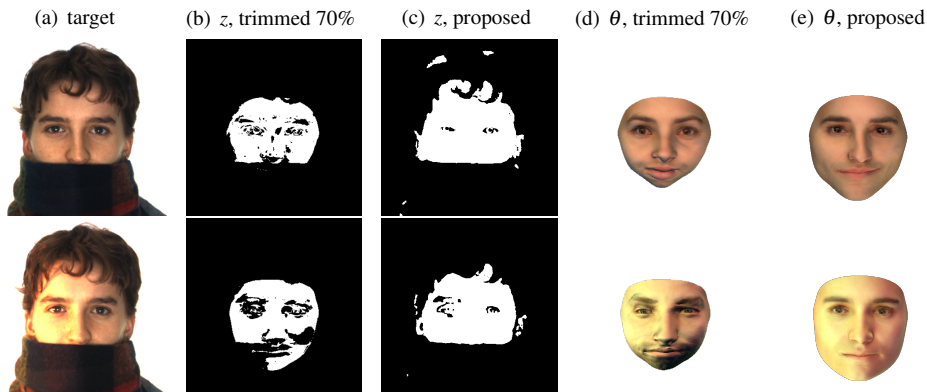 (a) target (b) z, trimmed 70% (c) z, proposed (d) θ, trimmed 70% (e) θ, proposed